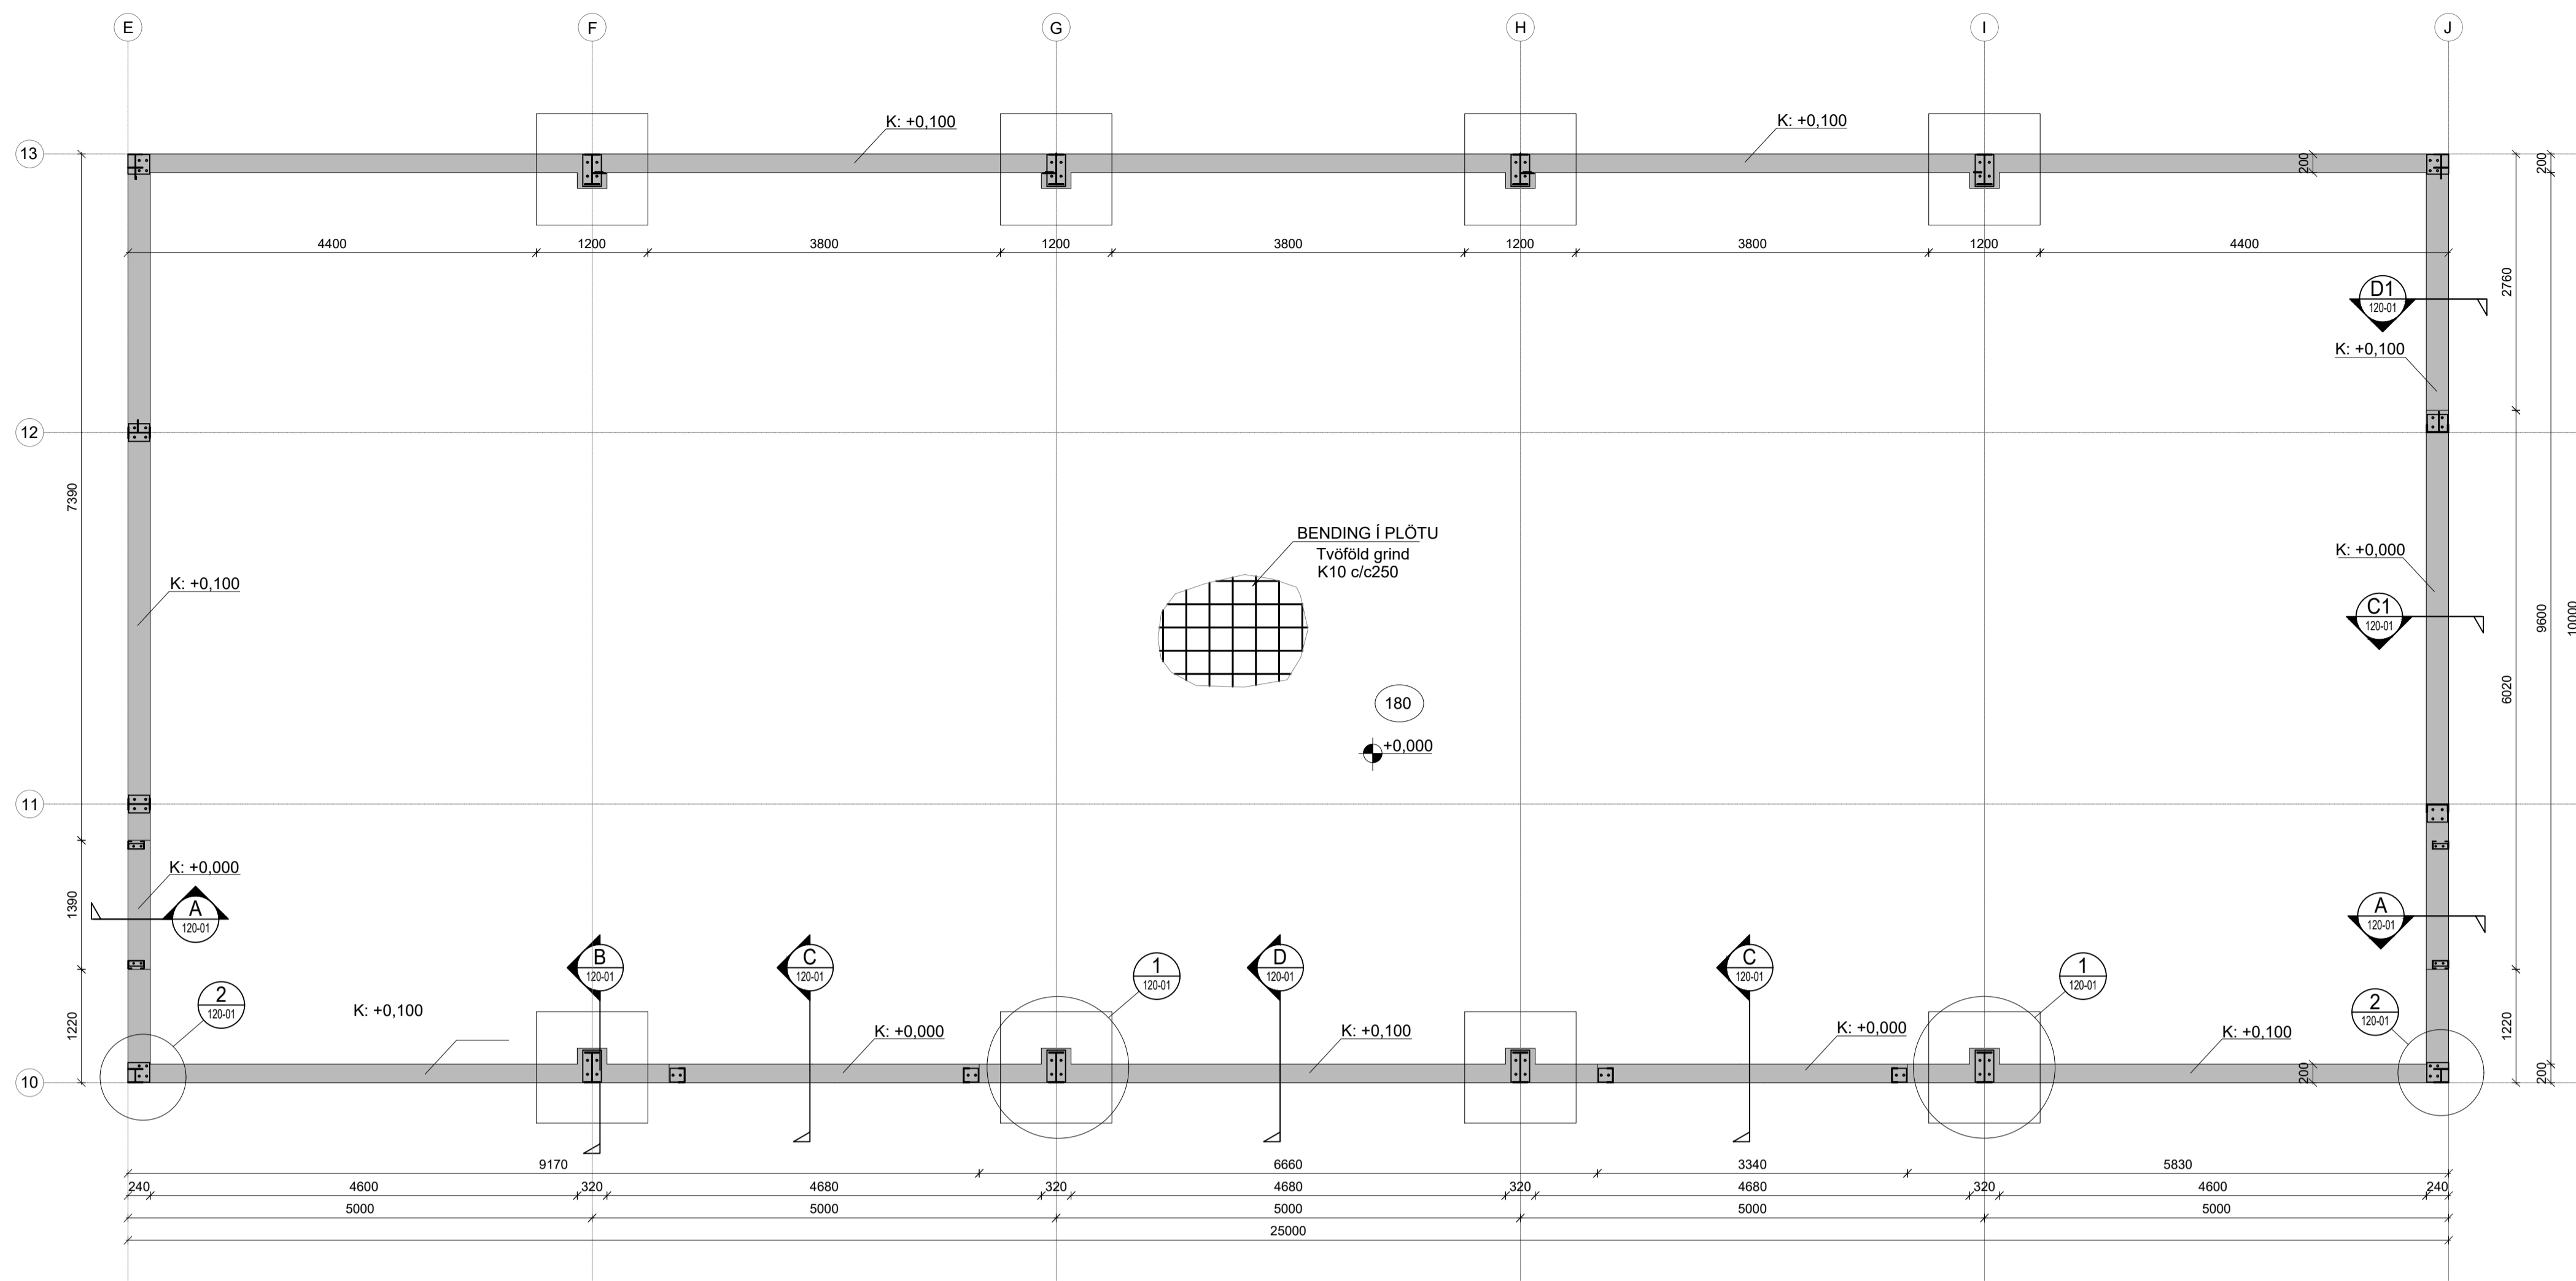 E
F
G
H
I
J
13
K: +0,100
K: +0,100
200
200
4400
1200
3800
1200
3800
1200
3800
1200
4400
2760
D1
120-01
K: +0,100
12
7390
BENDING Í PLÖTU
Tvöföld grind
K10 c/c250
K: +0,000
K: +0,100
C1
120-01
9600
10000
6020
180
+0,000
11
K: +0,000
1390
A
120-01
A
120-01
B
120-01
C
120-01
D
120-01
C
120-01
1
120-01
1
120-01
2
120-01
2
120-01
K: +0,100
K: +0,000
K: +0,100
K: +0,000
K: +0,100
1220
1220
200
200
10
9170
6660
3340
5830
240
4600
320
4680
320
4680
320
4680
320
4600
240
5000
5000
5000
5000
5000
25000